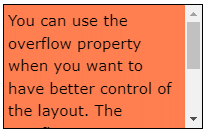 You can use the
overflow property
when you want to
have better control of
the layout. The